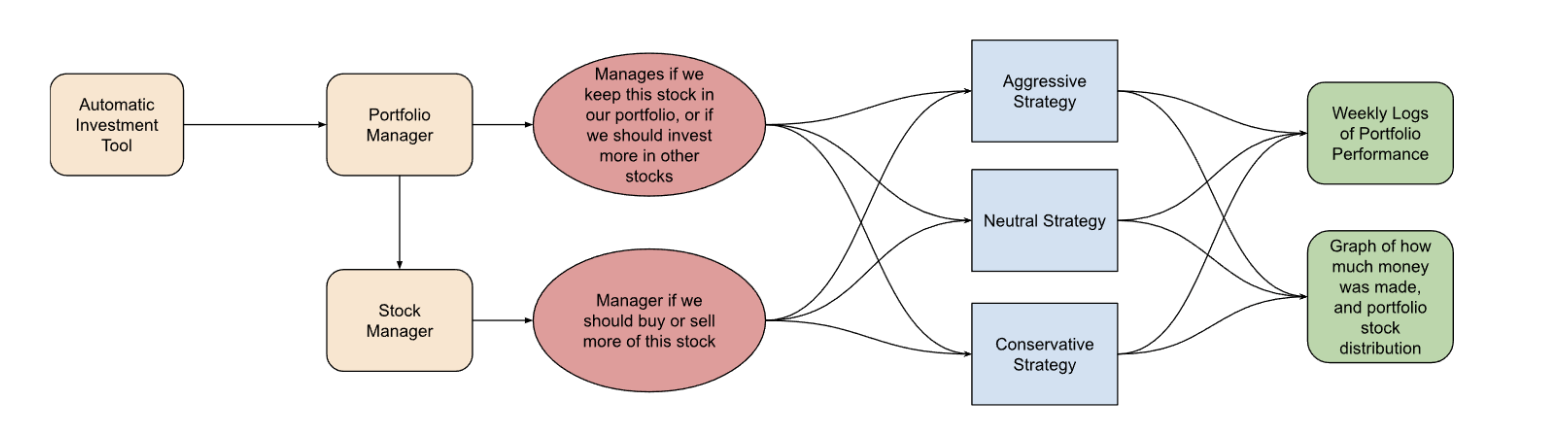 Automatic
Investment
Tool
Portfolio
Manager
Manages if we
keep this stock in
our portfolio, or if
we should invest
more in other
stocks
Stock
Manager
Manager if we
should buy or sell
more of this stock
Aggressive
Strategy
Neutral Strategy
Conservative
Strategy
Weekly Logs
of Portfolio
Performance
Graph of how
much money
was made,
and portfolio
stock
distribution